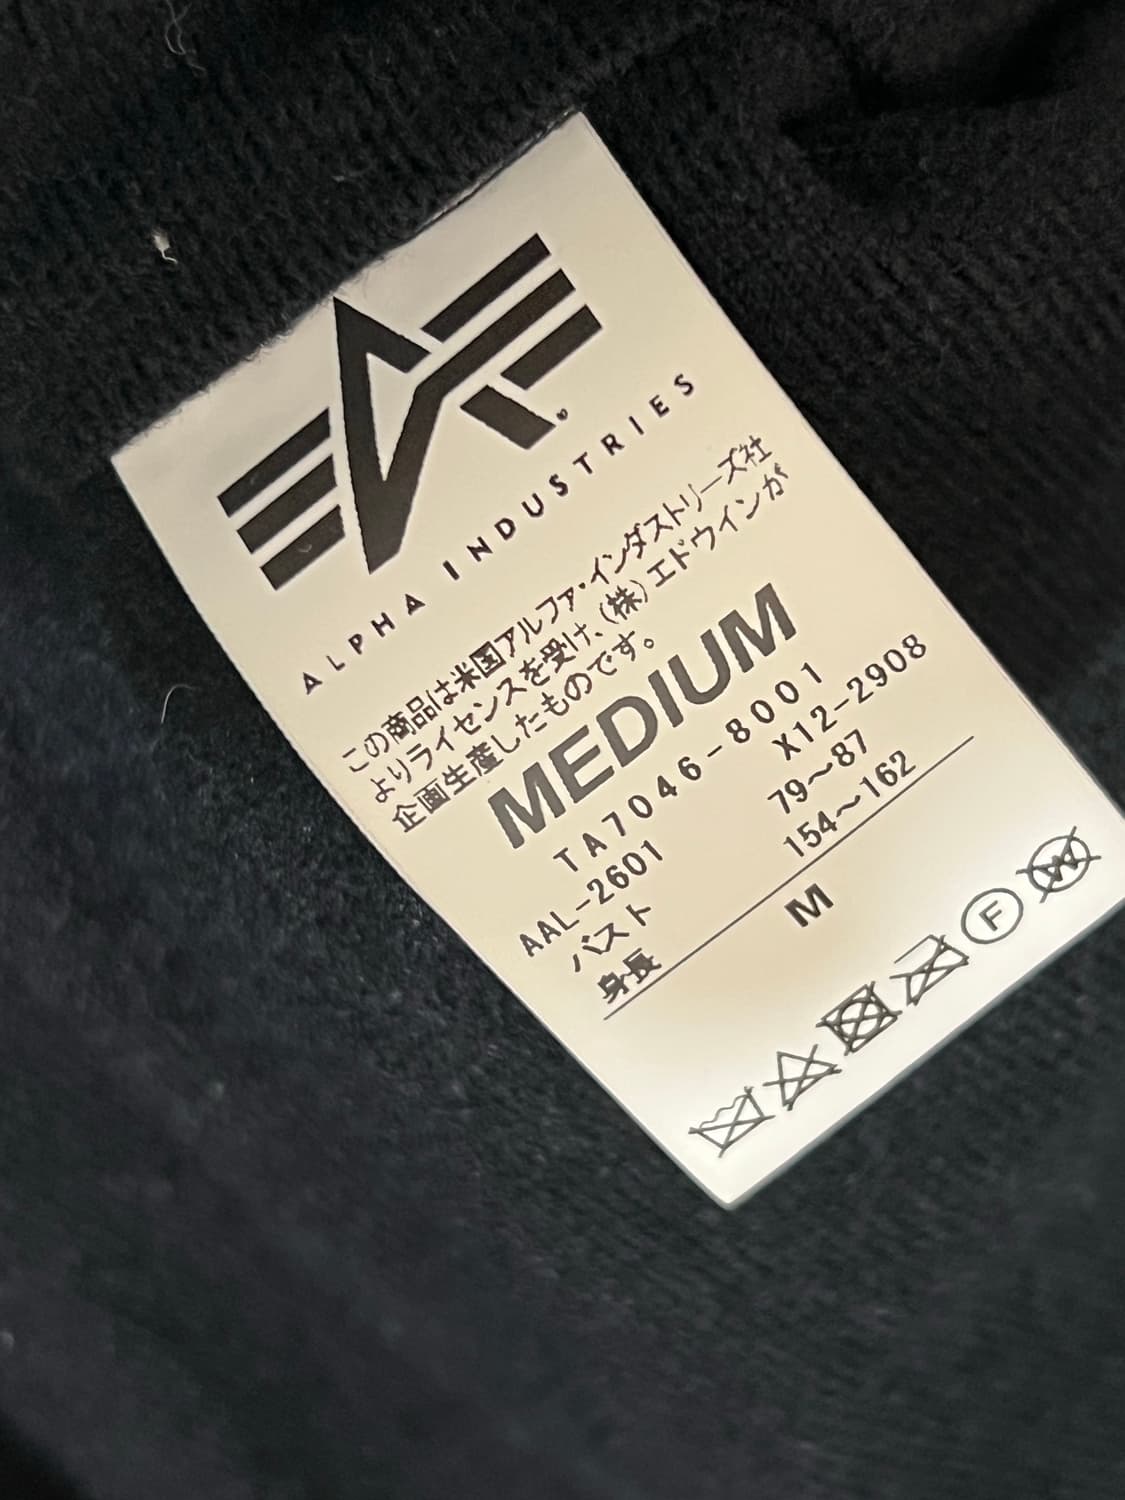 ALPHA INDUSTRIES
この商品は米国アルファ・インダストリーズ社
よりライセンスを受け、(株)エドウインが
企画生産したものです。
MEDIUM
TA7046-8001
AAL-2601 X12-2908
バスト 79~87
身長 154~162
M
F W